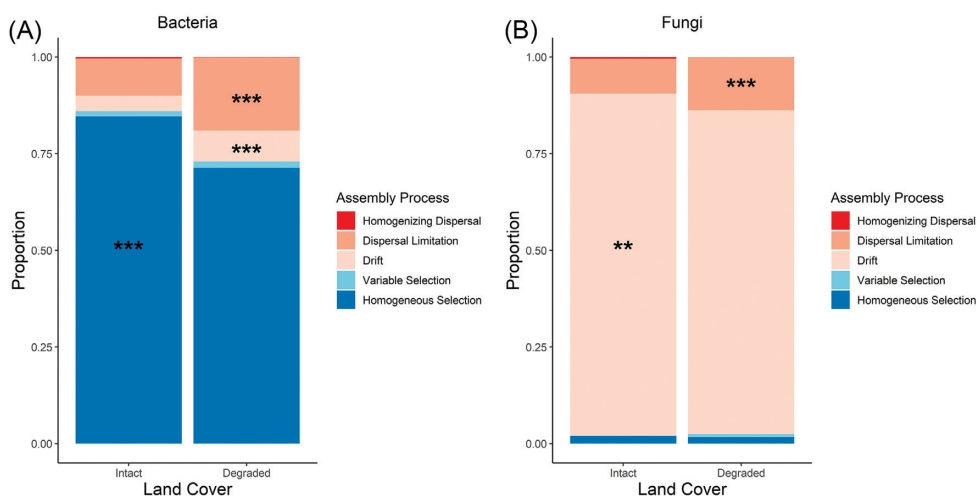 (A)
Bacteria
1.00
0.75
0.50
0.25
0.00
Proportion
***
***
***
Intact
Degraded
Land Cover
Assembly Process
Homogenizing Dispersal
Dispersal Limitation
Drift
Variable Selection
Homogeneous Selection
(B)
Fungi
1.00
0.75
0.50
0.25
0.00
Proportion
***
**
Intact
Degraded
Land Cover
Assembly Process
Homogenizing Dispersal
Dispersal Limitation
Drift
Variable Selection
Homogeneous Selection